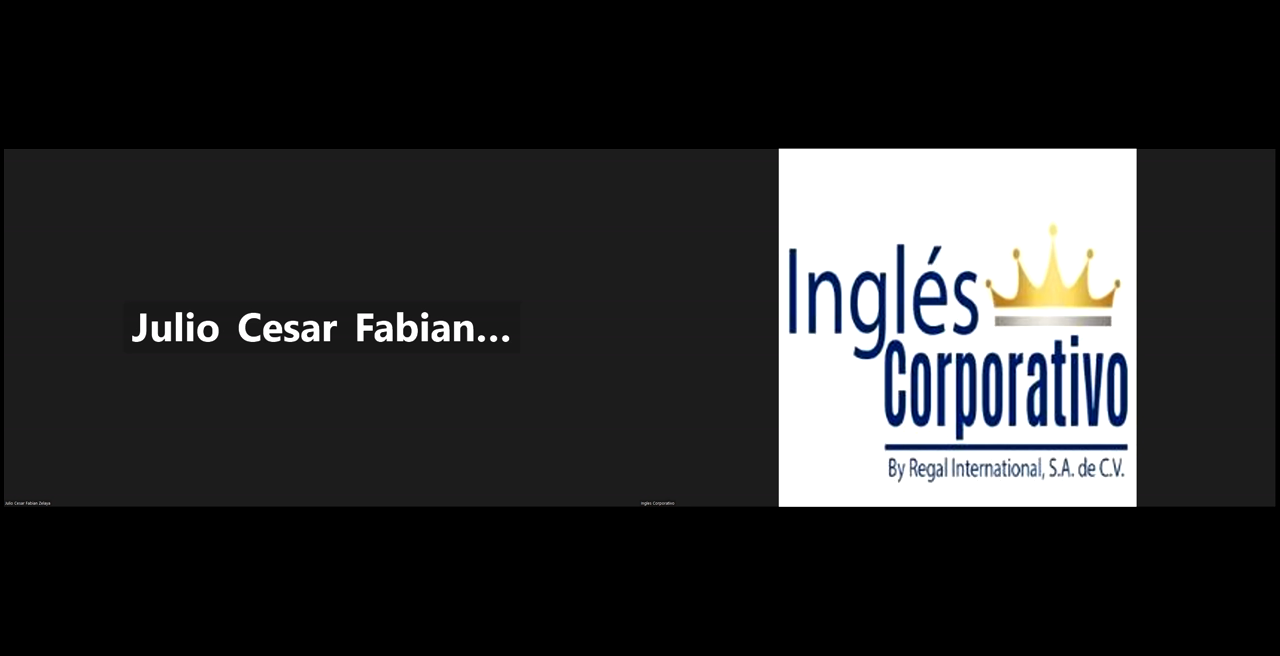 Julio Cesar Fabian...
Julio Cesar Fabian Zelaya
Inglés
Corporativo
By Regal International, S.A. de C.V.
Ingles Corporativo